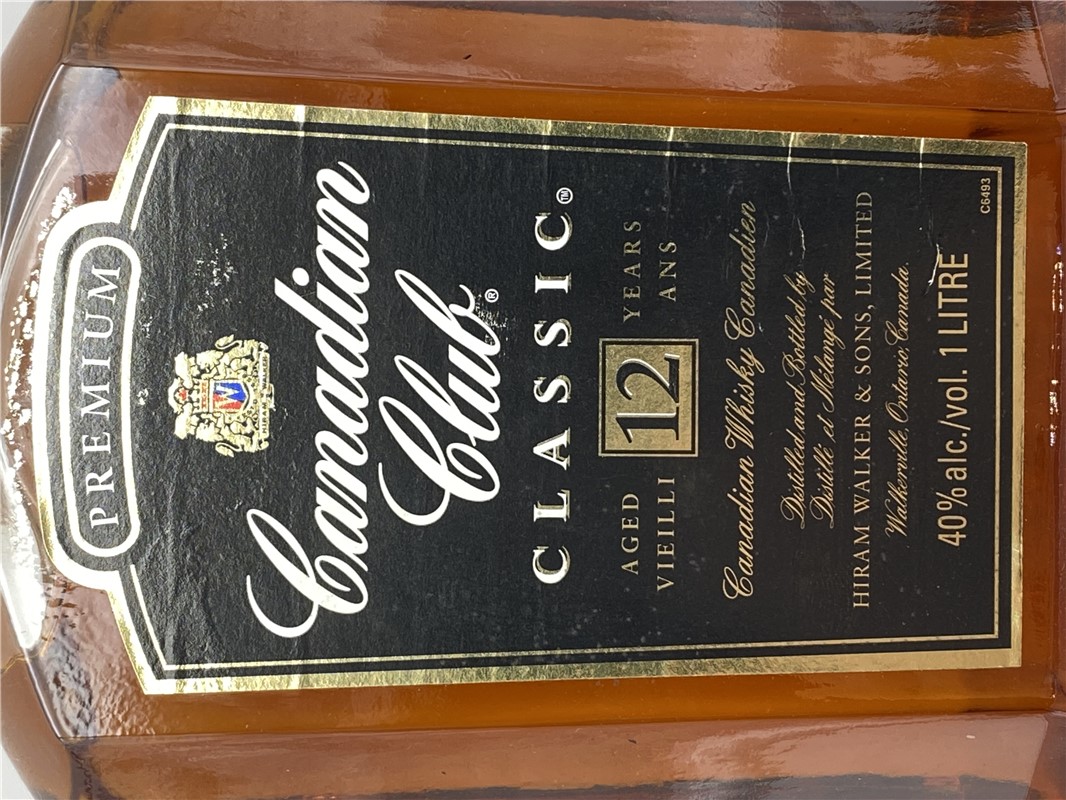 PREMIUM
W
Canadian
Club®
CLASSIC™
AGED 12 YEARS
VIEILLI ANS
Canadian Whisky Canadien
Distilled and Bottled by
Distillé et Mélangé par
HIRAM WALKER & SONS, LIMITED
Walkerville, Ontario, Canada.
40% alc./vol. 1 LITRE
C6493